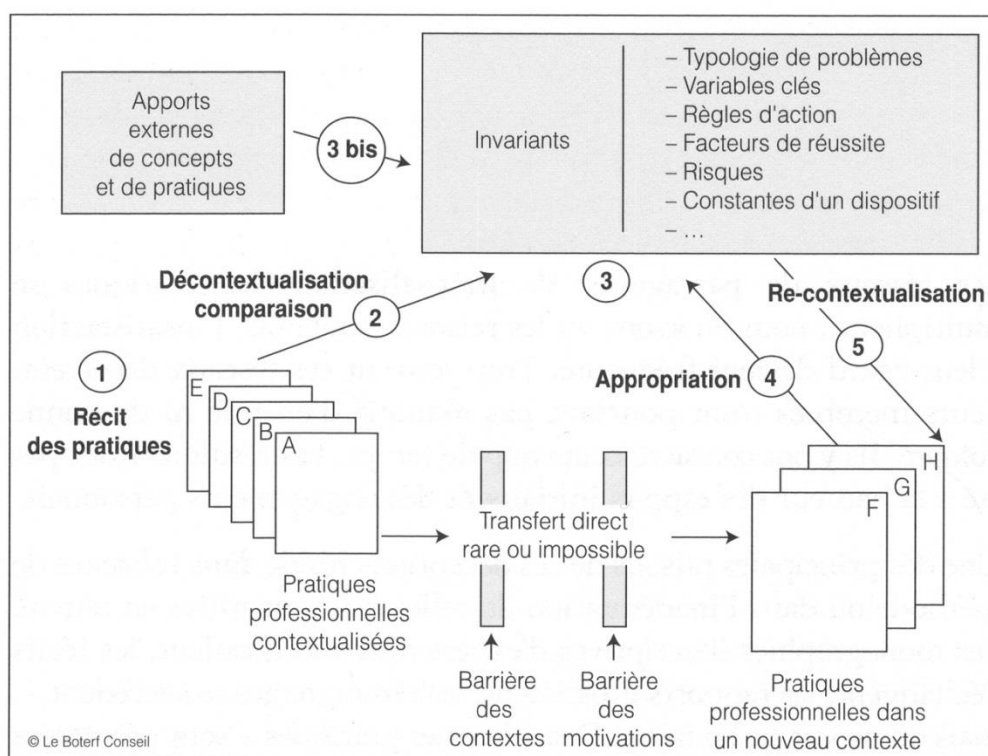 Apports
externes
de concepts
et de pratiques
3 bis
Invariants
– Typologie de problèmes
– Variables clés
– Règles d'action
– Facteurs de réussite
– Risques
– Constantes d'un dispositif
– ...
Décontextualisation
comparaison
2
3
Re-contextualisation
5
1
Récit
des pratiques
Appropriation
4
E
D
C
B
A
H
G
F
Transfert direct
rare ou impossible
Pratiques
professionnelles
contextualisées
Barrière
des
contextes
Barrière
des
motivations
Pratiques
professionnelles dans
un nouveau contexte
© Le Boterf Conseil